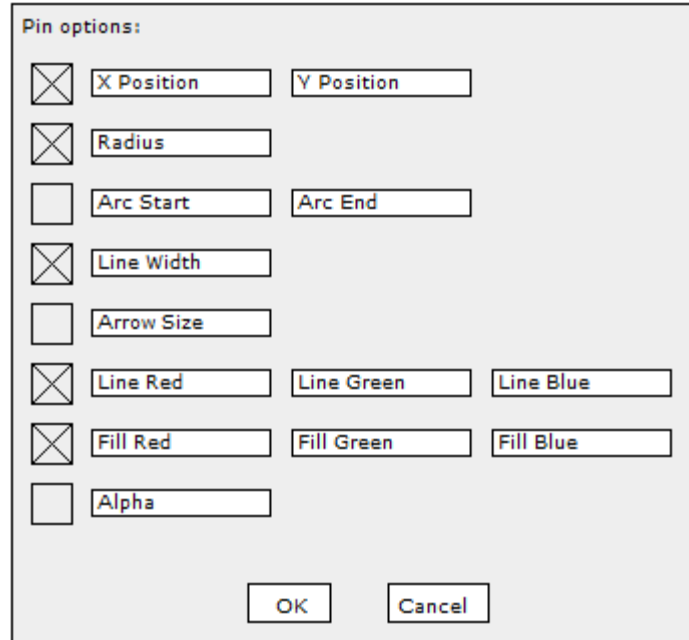 Pin options:
X Position Y Position
Radius
Arc Start Arc End
Line Width
Arrow Size
Line Red Line Green Line Blue
Fill Red Fill Green Fill Blue
Alpha
OK Cancel